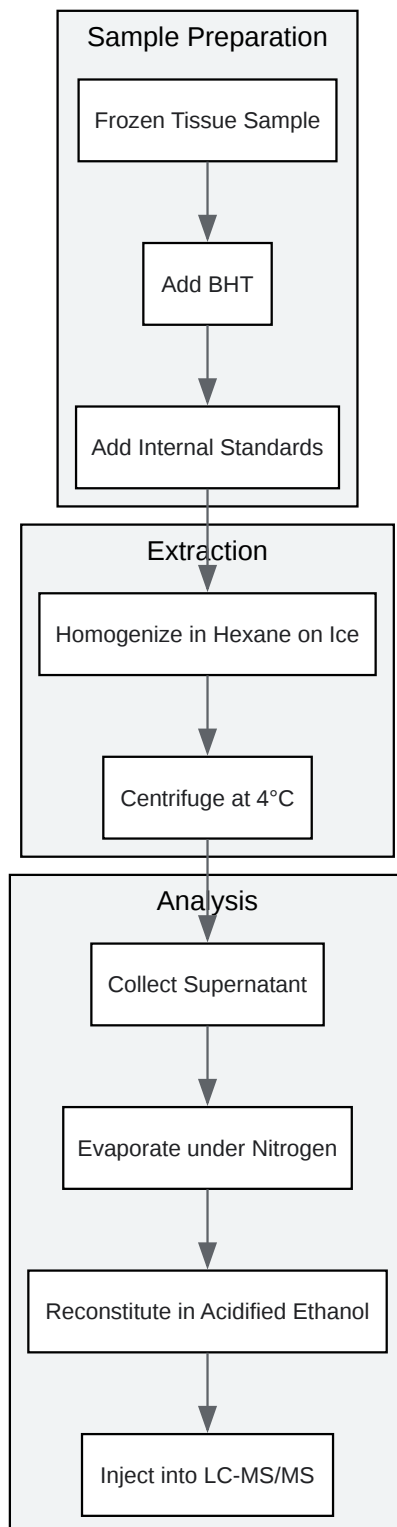 Sample Preparation
Frozen Tissue Sample
Add BHT
Add Internal Standards
Extraction
Homogenize in Hexane on Ice
Centrifuge at 4°C
Analysis
Collect Supernatant
Evaporate under Nitrogen
Reconstitute in Acidified Ethanol
Inject into LC-MS/MS